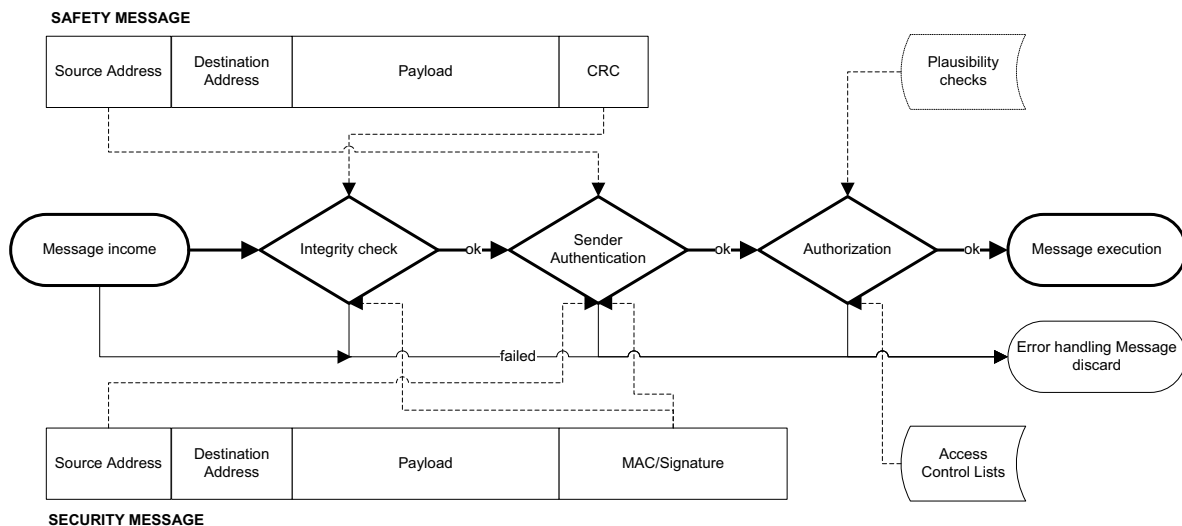 SAFETY MESSAGE
Source Address
Destination
Address
Payload
CRC
Plausibility
checks
Message income
Integrity check
ok
Sender
Authentication
ok
Authorization
ok
Message execution
failed
Error handling Message
discard
Source Address
Destination
Address
Payload
MAC/Signature
Access
Control Lists
SECURITY MESSAGE